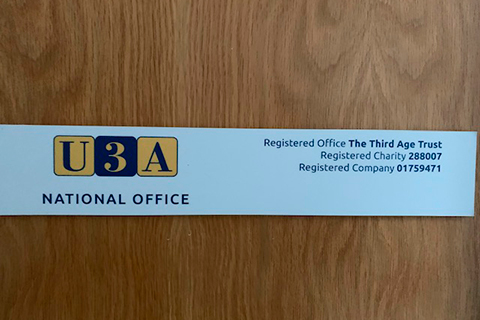 U3A
NATIONAL OFFICE
Registered Office The Third Age Trust
Registered Charity 288007
Registered Company 01759471